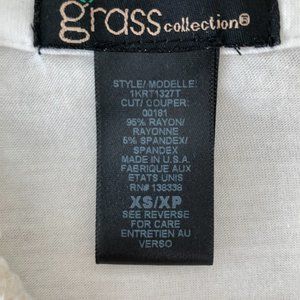 grass collection®
STYLE/ MODELLE:
1KRT1327T
CUT/ COUPER:
00181
95% RAYON/
RAYONNE
5% SPANDEX/
SPANDEX
MADE IN U.S.A.
FABRIQUE AUX
ETATS UNIS
RN# 138338
XS/XP
SEE REVERSE
FOR CARE
ENTRETIEN AU
VERSO